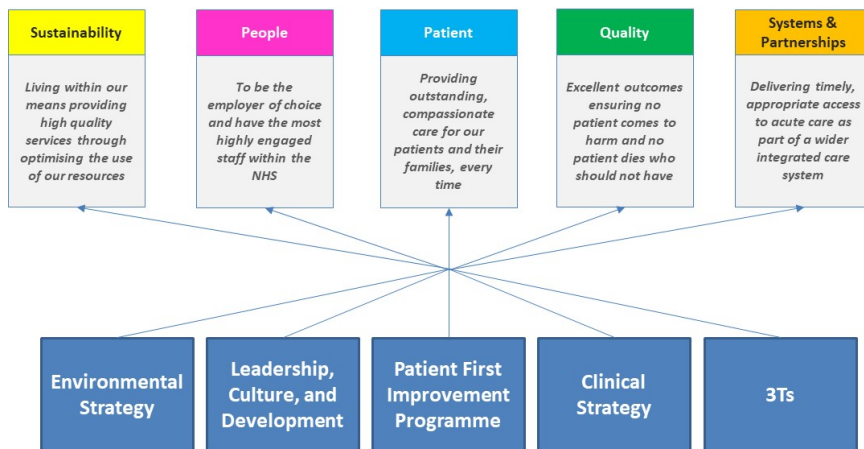 Sustainability
Living within our
means providing
high quality
services through
optimising the use
of our resources
People
To be the
employer of choice
and have the most
highly engaged
staff within the
NHS
Patient
Providing
outstanding,
compassionate
care for our
patients and their
families, every
time
Quality
Excellent outcomes
ensuring no
patient comes to
harm and no
patient dies who
should not have
Systems &
Partnerships
Delivering timely,
appropriate access
to acute care as
part of a wider
integrated care
system
Environmental
Strategy
Leadership,
Culture, and
Development
Patient First
Improvement
Programme
Clinical
Strategy
3Ts